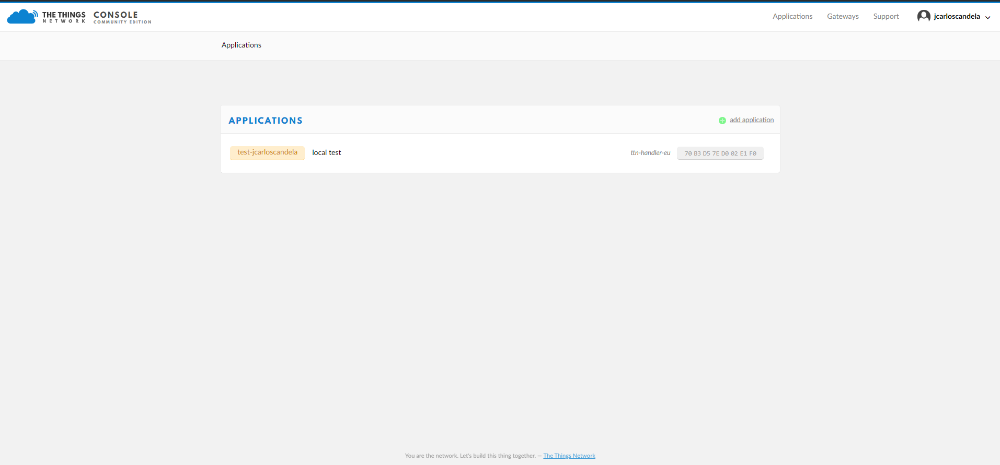 THE THINGS NETWORK CONSOLE COMMUNITY EDITION
Applications Gateways Support jcarloscandela
Applications
APPLICATIONS add application
test-jcarloscandela local test ttn-handler-eu 70 B3 D5 7E D0 02 E1 F0
You are the network. Let's build this thing together. — The Things Network